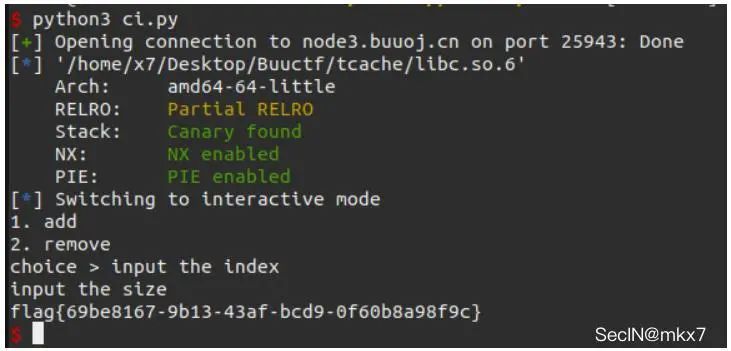 $ python3 ci.py
[+] Opening connection to node3.buuoj.cn on port 25943: Done
[*] '/home/x7/Desktop/Buuctf/tcache/libc.so.6'
    Arch:     amd64-64-little
    RELRO:    Partial RELRO
    Stack:    Canary found
    NX:       NX enabled
    PIE:      PIE enabled
[*] Switching to interactive mode
1. add
2. remove
choice > input the index
input the size
flag{69be8167-9b13-43af-bcd9-0f60b8a98f9c}
$
SecIN@mkx7